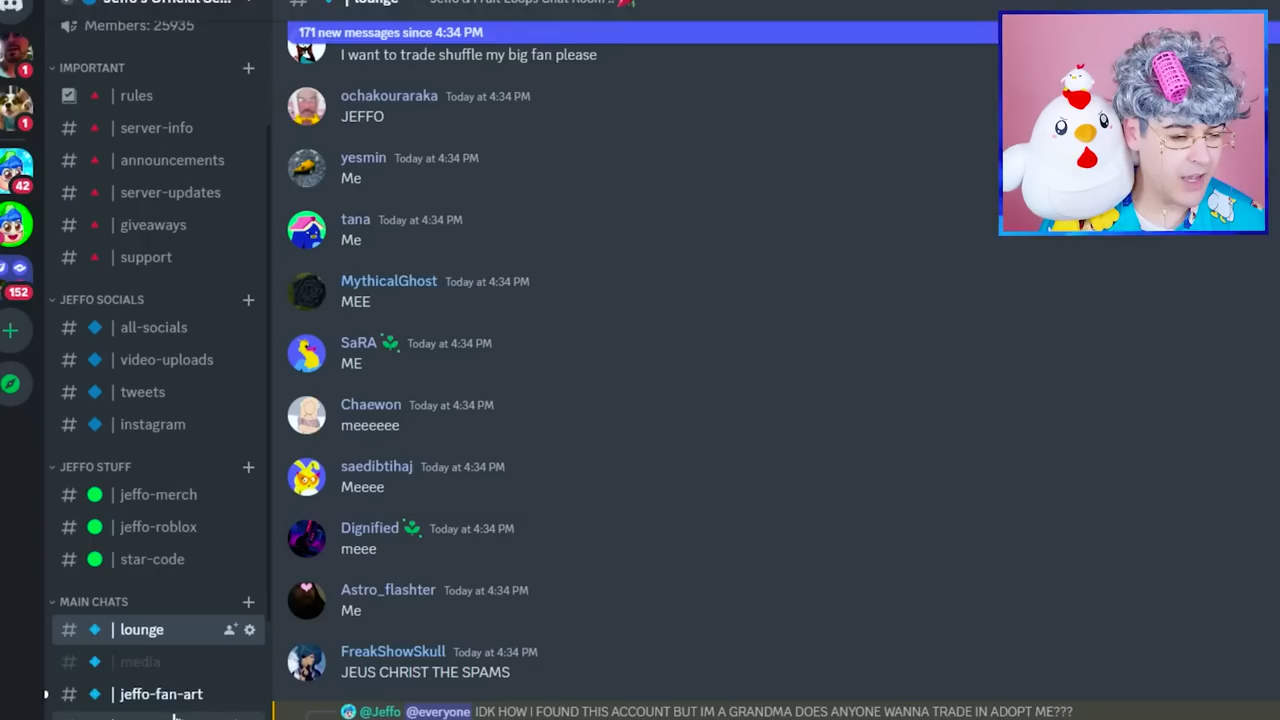 Members: 25935
IMPORTANT
| rules
| server-info
| announcements
| server-updates
| giveaways
| support
JEFFO SOCIALS
| all-socials
| video-uploads
| tweets
| instagram
JEFFO STUFF
| jeffo-merch
| jeffo-roblox
| star-code
MAIN CHATS
| lounge
| media
| jeffo-fan-art
1
1
42
152
| lounge
171 new messages since 4:34 PM
I want to trade shuffle my big fan please
ochakouraraka Today at 4:34 PM
JEFFO
yesmin Today at 4:34 PM
Me
tana Today at 4:34 PM
Me
MythicalGhost Today at 4:34 PM
MEE
SaRA Today at 4:34 PM
ME
Chaewon Today at 4:34 PM
meeeeee
saedibtihaj Today at 4:34 PM
Meeee
Dignified Today at 4:34 PM
meee
Astro_flashter Today at 4:34 PM
Me
FreakShowSkull Today at 4:34 PM
JEUS CHRIST THE SPAMS
@Jeffo @everyone IDK HOW I FOUND THIS ACCOUNT BUT IM A GRANDMA DOES ANYONE WANNA TRADE IN ADOPT ME???